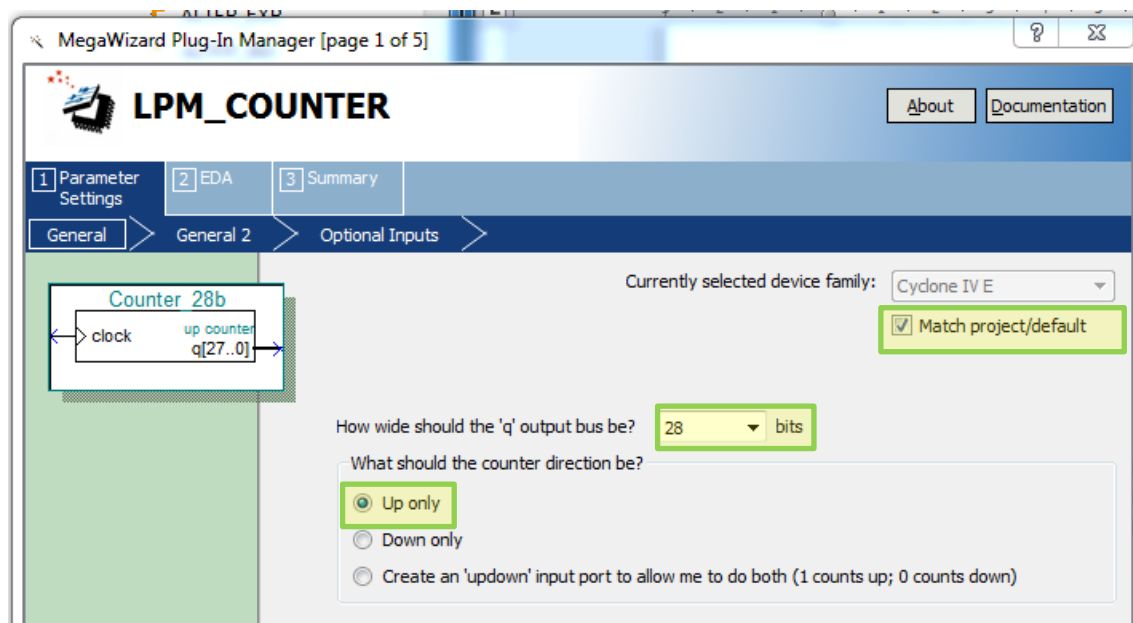 ALTER EXP
MegaWizard Plug-In Manager [page 1 of 5]
LPM_COUNTER
About
Documentation
1 Parameter Settings
2 EDA
3 Summary
General
General 2
Optional Inputs
Currently selected device family:
Cyclone IV E
Match project/default
Counter_28b
clock
up counter
q[27..0]
How wide should the 'q' output bus be?
28
bits
What should the counter direction be?
Up only
Down only
Create an 'updown' input port to allow me to do both (1 counts up; 0 counts down)